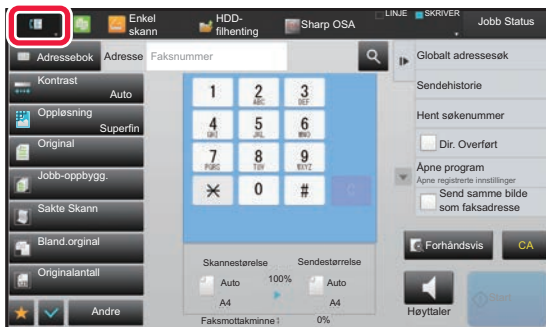 LINJE SKRIVER
Enkel skann
HDD-filhenting
Sharp OSA
Jobb Status
Adressebok
Adresse
Faksnummer
Kontrast
Auto
Oppløsning
Superfin
Original
Jobb-oppbygg.
Sakte Skann
Bland.orginal
Originalantall
Andre
1
2 ABC
3 DEF
4 GHI
5 JKL
6 MNO
7 PQRS
8 TUV
9 WXYZ
0
#
C
Skannestørelse
Sendestørrelse
Auto
100%
Auto
A4
A4
Faksmottakminne
0%
Globalt adressesøk
Sendehistorie
Hent søkenummer
Dir. Overført
Åpne program
Åpne registrerte innstillinger
Send samme bilde
som faksadresse
Forhåndsvis
CA
Høyttaler
Start